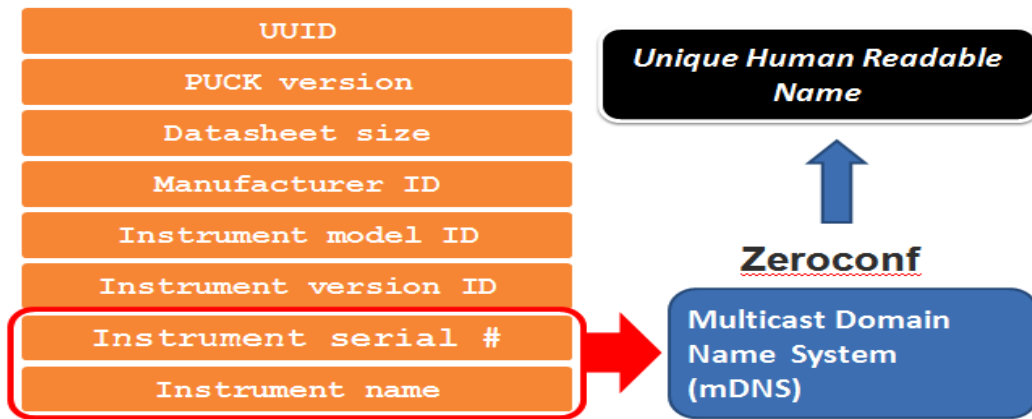 UUID
PUCK version
Datasheet size
Manufacturer ID
Instrument model ID
Instrument version ID
Instrument serial #
Instrument name
Unique Human Readable
Name
Zeroconf
Multicast Domain
Name System
(mDNS)